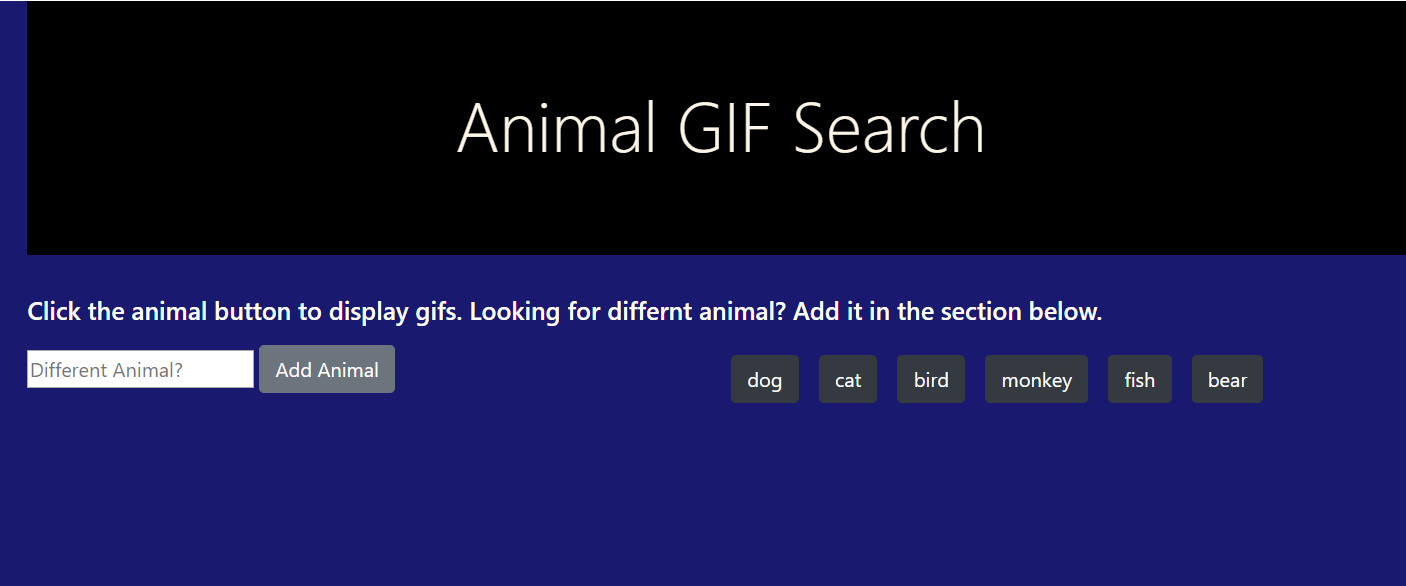 Animal GIF Search
Click the animal button to display gifs. Looking for differnt animal? Add it in the section below.
Different Animal? Add Animal dog cat bird monkey fish bear